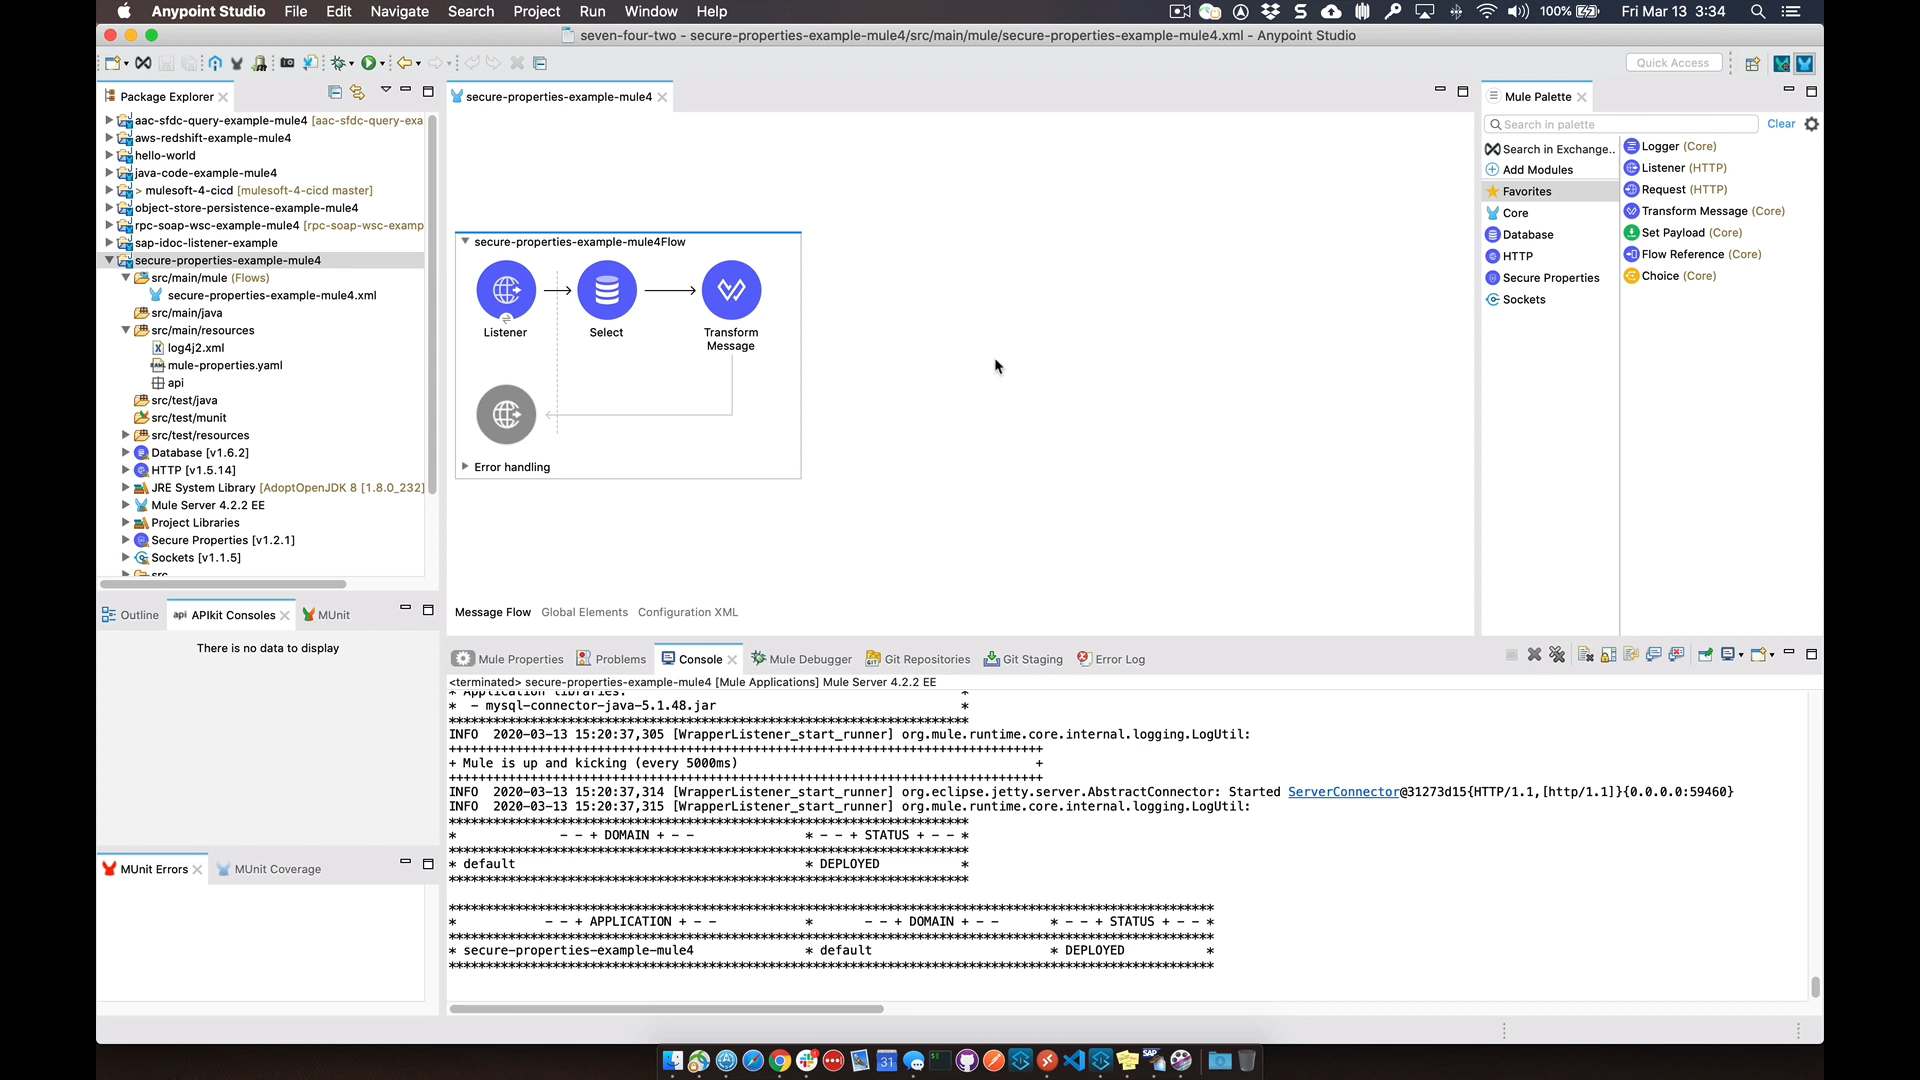 Anypoint Studio File Edit Navigate Search Project Run Window Help 100% Fri Mar 13 3:34
seven-four-two - secure-properties-example-mule4/src/main/mule/secure-properties-example-mule4.xml - Anypoint Studio
Quick Access
Package Explorer
aac-sfdc-query-example-mule4 [aac-sfdc-query-exa
aws-redshift-example-mule4
hello-world
java-code-example-mule4
> mulesoft-4-cicd [mulesoft-4-cicd master]
object-store-persistence-example-mule4
rpc-soap-wsc-example-mule4 [rpc-soap-wsc-examp
sap-idoc-listener-example
secure-properties-example-mule4
src/main/mule (Flows)
secure-properties-example-mule4.xml
src/main/java
src/main/resources
log4j2.xml
mule-properties.yaml
api
src/test/java
src/test/munit
src/test/resources
Database [v1.6.2]
HTTP [v1.5.14]
JRE System Library [AdoptOpenJDK 8 [1.8.0_232]
Mule Server 4.2.2 EE
Project Libraries
Secure Properties [v1.2.1]
Sockets [v1.1.5]
src
Outline api APIkit Consoles MUnit
There is no data to display
MUnit Errors MUnit Coverage
secure-properties-example-mule4
secure-properties-example-mule4Flow
Listener
Select
Transform
Message
Error handling
Message Flow Global Elements Configuration XML
Mule Palette
Search in palette Clear
Search in Exchange..
Add Modules
Favorites
Core
Database
HTTP
Secure Properties
Sockets
Logger (Core)
Listener (HTTP)
Request (HTTP)
Transform Message (Core)
Set Payload (Core)
Flow Reference (Core)
Choice (Core)
Mule Properties Problems Console Mule Debugger Git Repositories Git Staging Error Log
<terminated> secure-properties-example-mule4 [Mule Applications] Mule Server 4.2.2 EE
* Application libraries: *
* - mysql-connector-java-5.1.48.jar *
**********************************************************************
INFO 2020-03-13 15:20:37,305 [WrapperListener_start_runner] org.mule.runtime.core.internal.logging.LogUtil:
++++++++++++++++++++++++++++++++++++++++++++++++++++++++++++++++++++++++++++++++
+ Mule is up and kicking (every 5000ms) +
++++++++++++++++++++++++++++++++++++++++++++++++++++++++++++++++++++++++++++++++
INFO 2020-03-13 15:20:37,314 [WrapperListener_start_runner] org.eclipse.jetty.server.AbstractConnector: Started ServerConnector@31273d15{HTTP/1.1,[http/1.1]}{0.0.0.0:59460}
INFO 2020-03-13 15:20:37,315 [WrapperListener_start_runner] org.mule.runtime.core.internal.logging.LogUtil:
**********************************************************************
* - - + DOMAIN + - - * - - + STATUS + - - *
**********************************************************************
* default * DEPLOYED *
**********************************************************************
*******************************************************************************************************
* - - + APPLICATION + - - * - - + DOMAIN + - - * - - + STATUS + - - *
*******************************************************************************************************
* secure-properties-example-mule4 * default * DEPLOYED *
*******************************************************************************************************
31
SAP